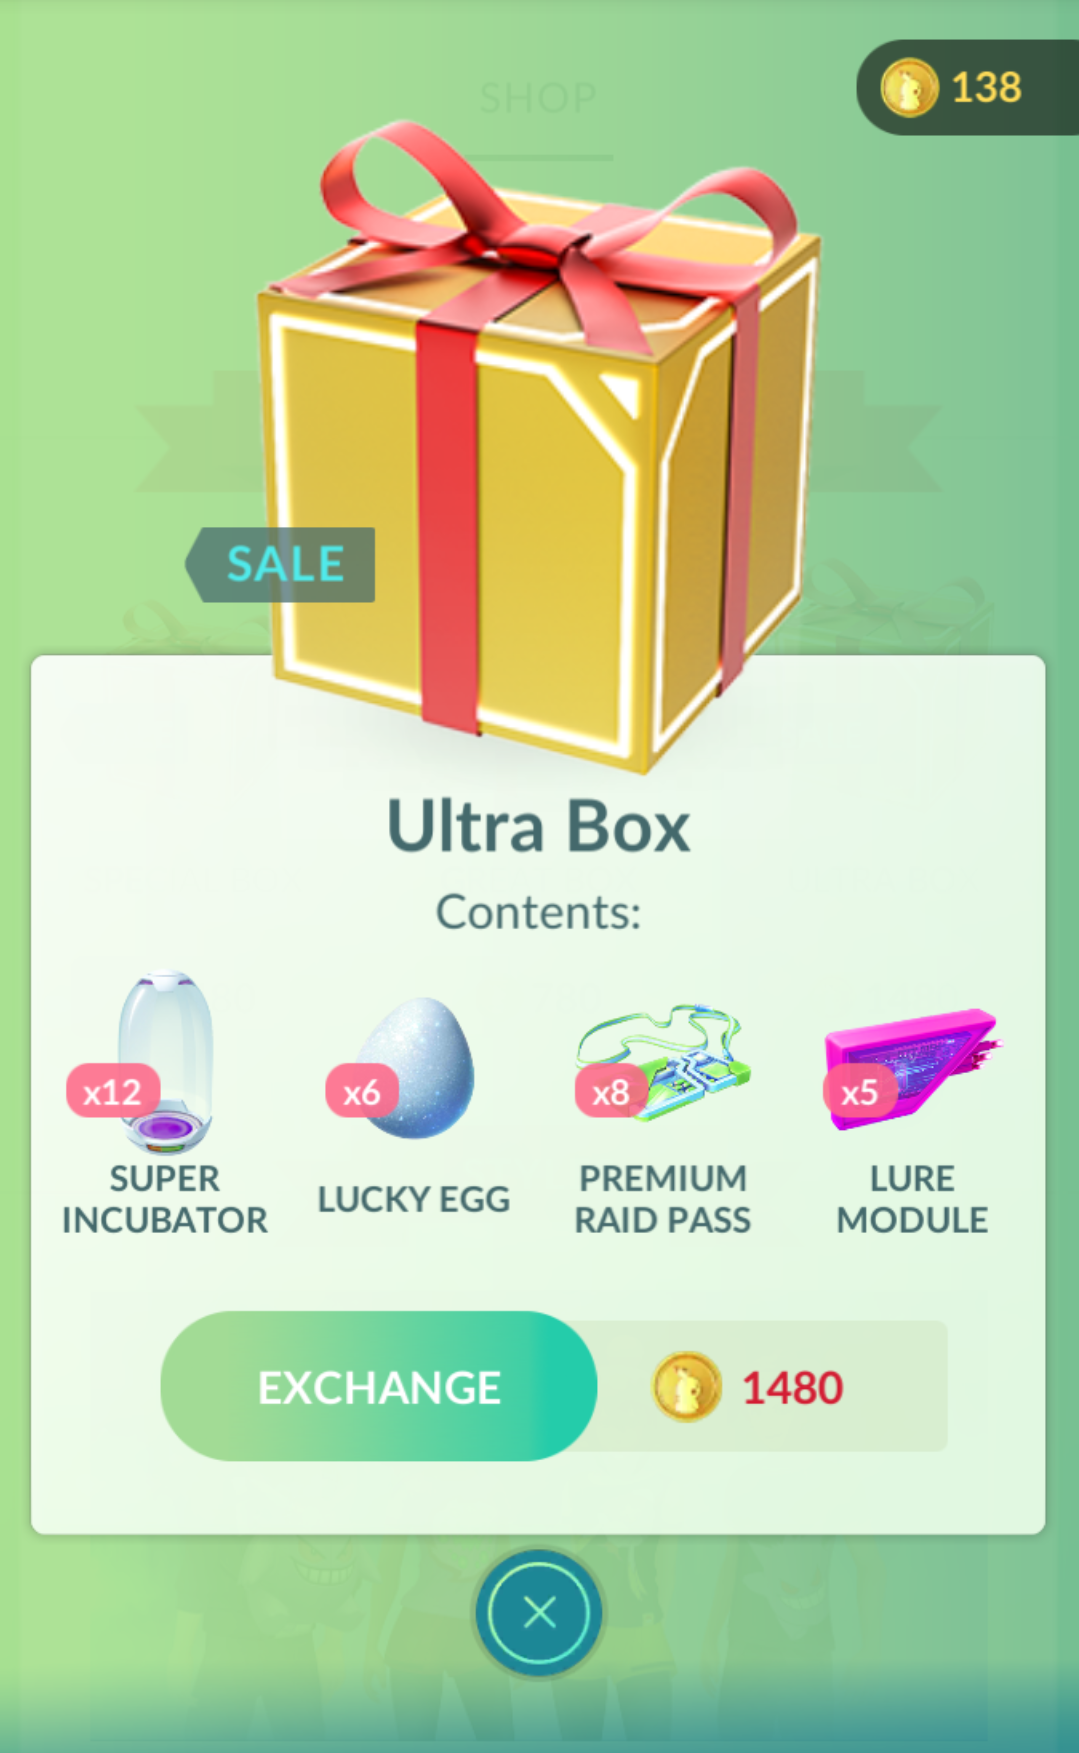 SHOP
138
SALE
Ultra Box
Contents:
x12
x6
x8
x5
SUPER INCUBATOR
LUCKY EGG
PREMIUM RAID PASS
LURE MODULE
EXCHANGE
1480